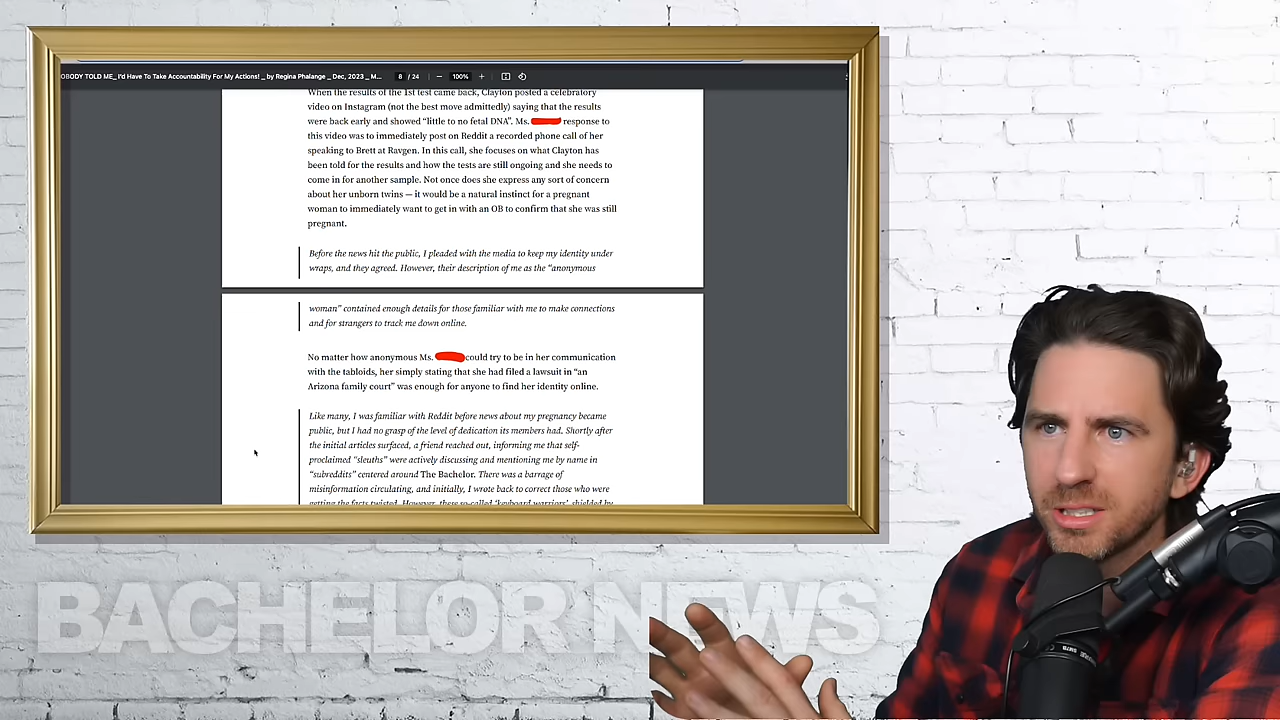 OBODY TOLD ME_ I'd Have To Take Accountability For My Actions! _ by Regina Phalange _ Dec, 2023 _ M... 8 / 24 — 100% +
When the results of the 1st test came back, Clayton posted a celebratory
video on Instagram (not the best move admittedly) saying that the results
were back early and showed “little to no fetal DNA”. Ms. response to
this video was to immediately post on Reddit a recorded phone call of her
speaking to Brett at Ravgen. In this call, she focuses on what Clayton has
been told for the results and how the tests are still ongoing and she needs to
come in for another sample. Not once does she express any sort of concern
about her unborn twins — it would be a natural instinct for a pregnant
woman to immediately want to get in with an OB to confirm that she was still
pregnant.
Before the news hit the public, I pleaded with the media to keep my identity under
wraps, and they agreed. However, their description of me as the “anonymous
woman” contained enough details for those familiar with me to make connections
and for strangers to track me down online.
No matter how anonymous Ms. could try to be in her communication
with the tabloids, her simply stating that she had filed a lawsuit in “an
Arizona family court” was enough for anyone to find her identity online.
Like many, I was familiar with Reddit before news about my pregnancy became
public, but I had no grasp of the level of dedication its members had. Shortly after
the initial articles surfaced, a friend reached out, informing me that self-
proclaimed “sleuths” were actively discussing and mentioning me by name in
“subreddits” centered around The Bachelor. There was a barrage of
misinformation circulating, and initially, I wrote back to correct those who were
getting the facts twisted. However, these so-called ‘keyboard warriors’, shielded by
BACHELOR NEWS
SM7B